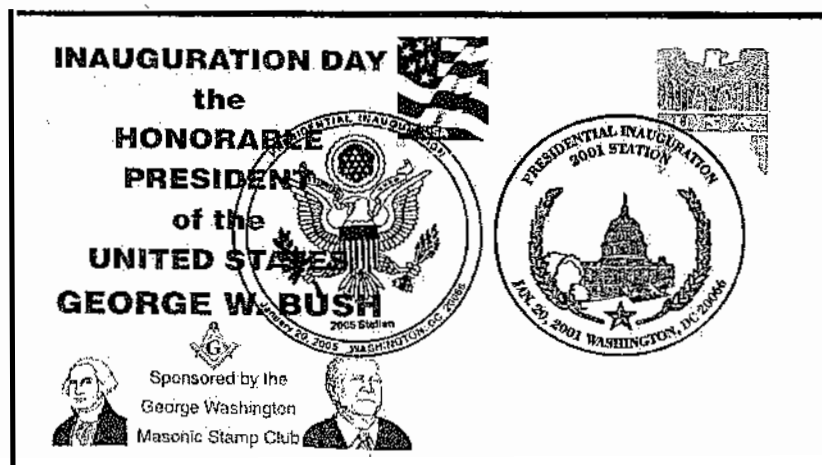 INAUGURATION DAY
the
HONORABLE
PRESIDENT
of the
UNITED STATES
GEORGE W. BUSH
PRESIDENTIAL INAUGURATION
2005 Station
January 20, 2005 WASHINGTON, DC 20066
PRESIDENTIAL INAUGURATION
2001 STATION
JAN. 20, 2001 WASHINGTON, DC 20066
G
Sponsored by the
George Washington
Masonic Stamp Club